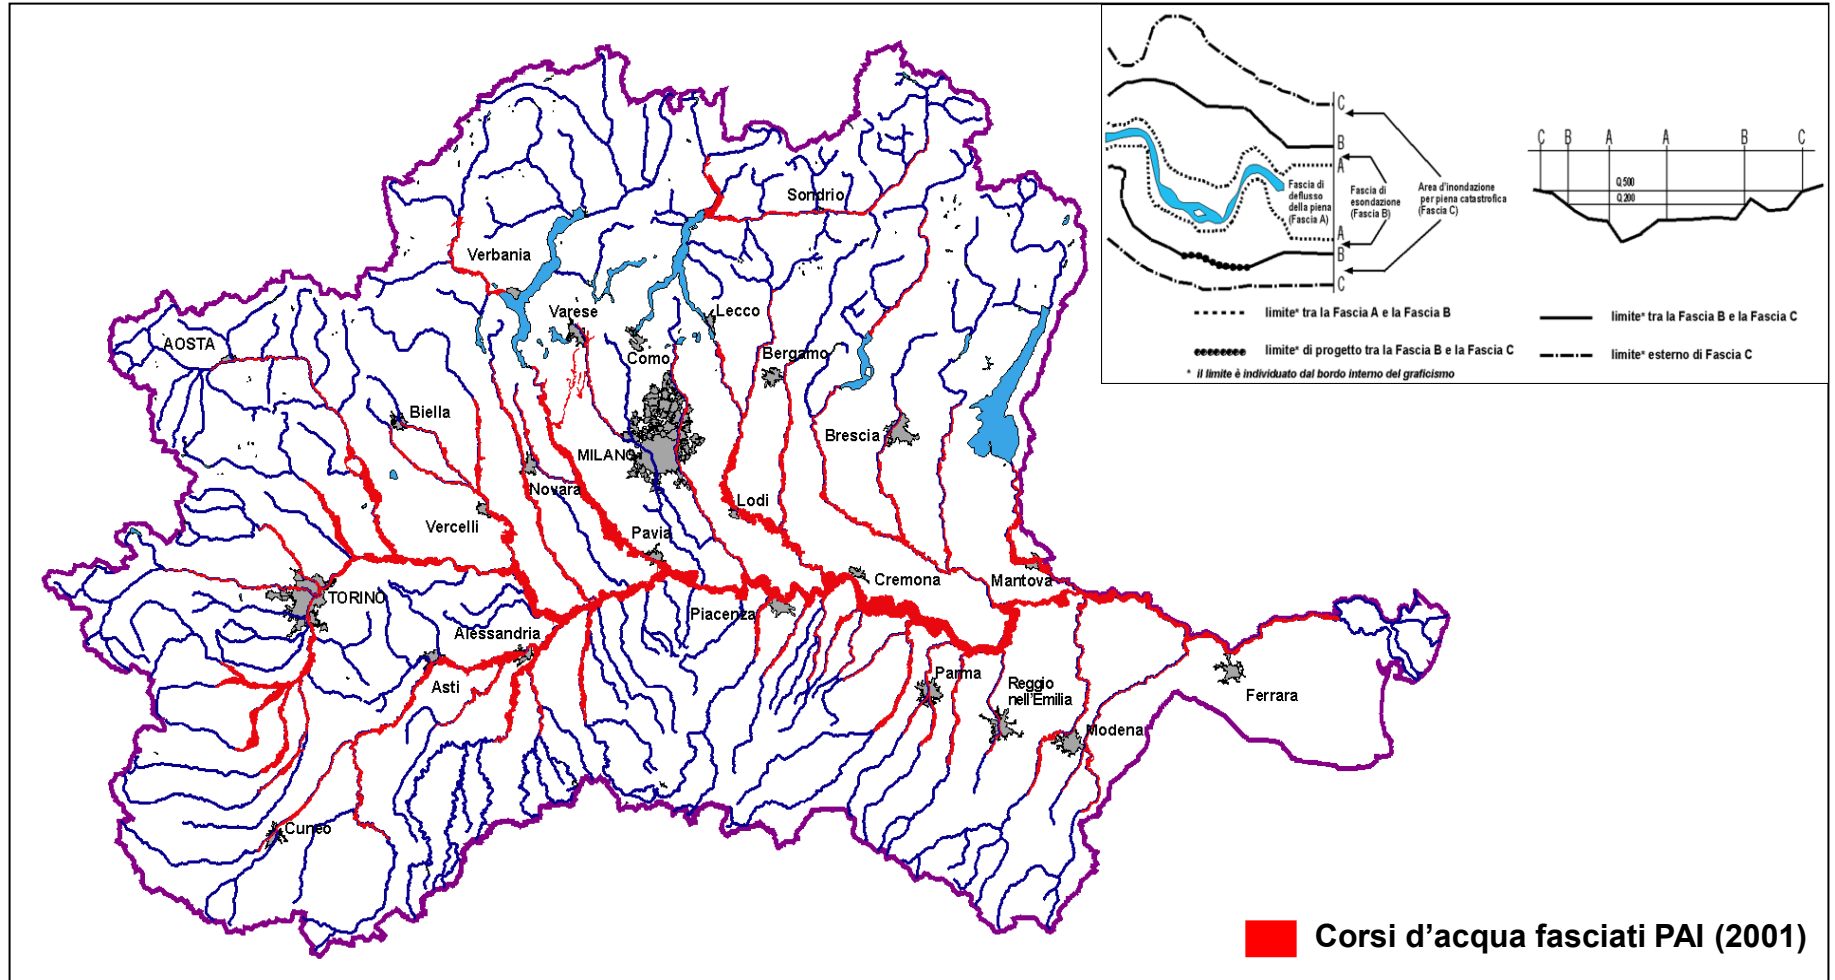 C
B
A
A
B
C
Fascia di
deflusso
della piena
(Fascia A)
Fascia di
esondazione
(Fascia B)
Area d'inondazione
per piena catastrofica
(Fascia C)
C B A A B C
Q.500
Q.200
limite* tra la Fascia A e la Fascia B
limite* tra la Fascia B e la Fascia C
limite* di progetto tra la Fascia B e la Fascia C
limite* esterno di Fascia C
* il limite è individuato dal bordo interno del graficismo
Sondrio
Verbania
Varese
Lecco
AOSTA
Como
Bergamo
Biella
Brescia
MILANO
Novara
Lodi
Vercelli
Pavia
Cremona
Mantova
TORINO
Piacenza
Alessandria
Asti
Parma
Reggio
nell'Emilia
Ferrara
Modena
Cuneo
Corsi d'acqua fasciati PAI (2001)